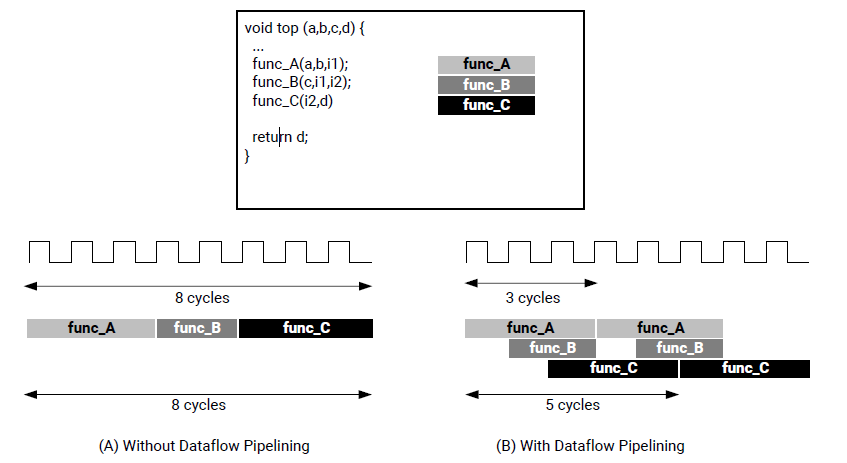 void top (a,b,c,d) {
...
func_A(a,b,i1);
func_B(c,i1,i2);
func_C(i2,d)
return d;
}
func_A
func_B
func_C
8 cycles
func_A func_B func_C
8 cycles
(A) Without Dataflow Pipelining
3 cycles
func_A func_A
func_B func_B
func_C func_C
5 cycles
(B) With Dataflow Pipelining